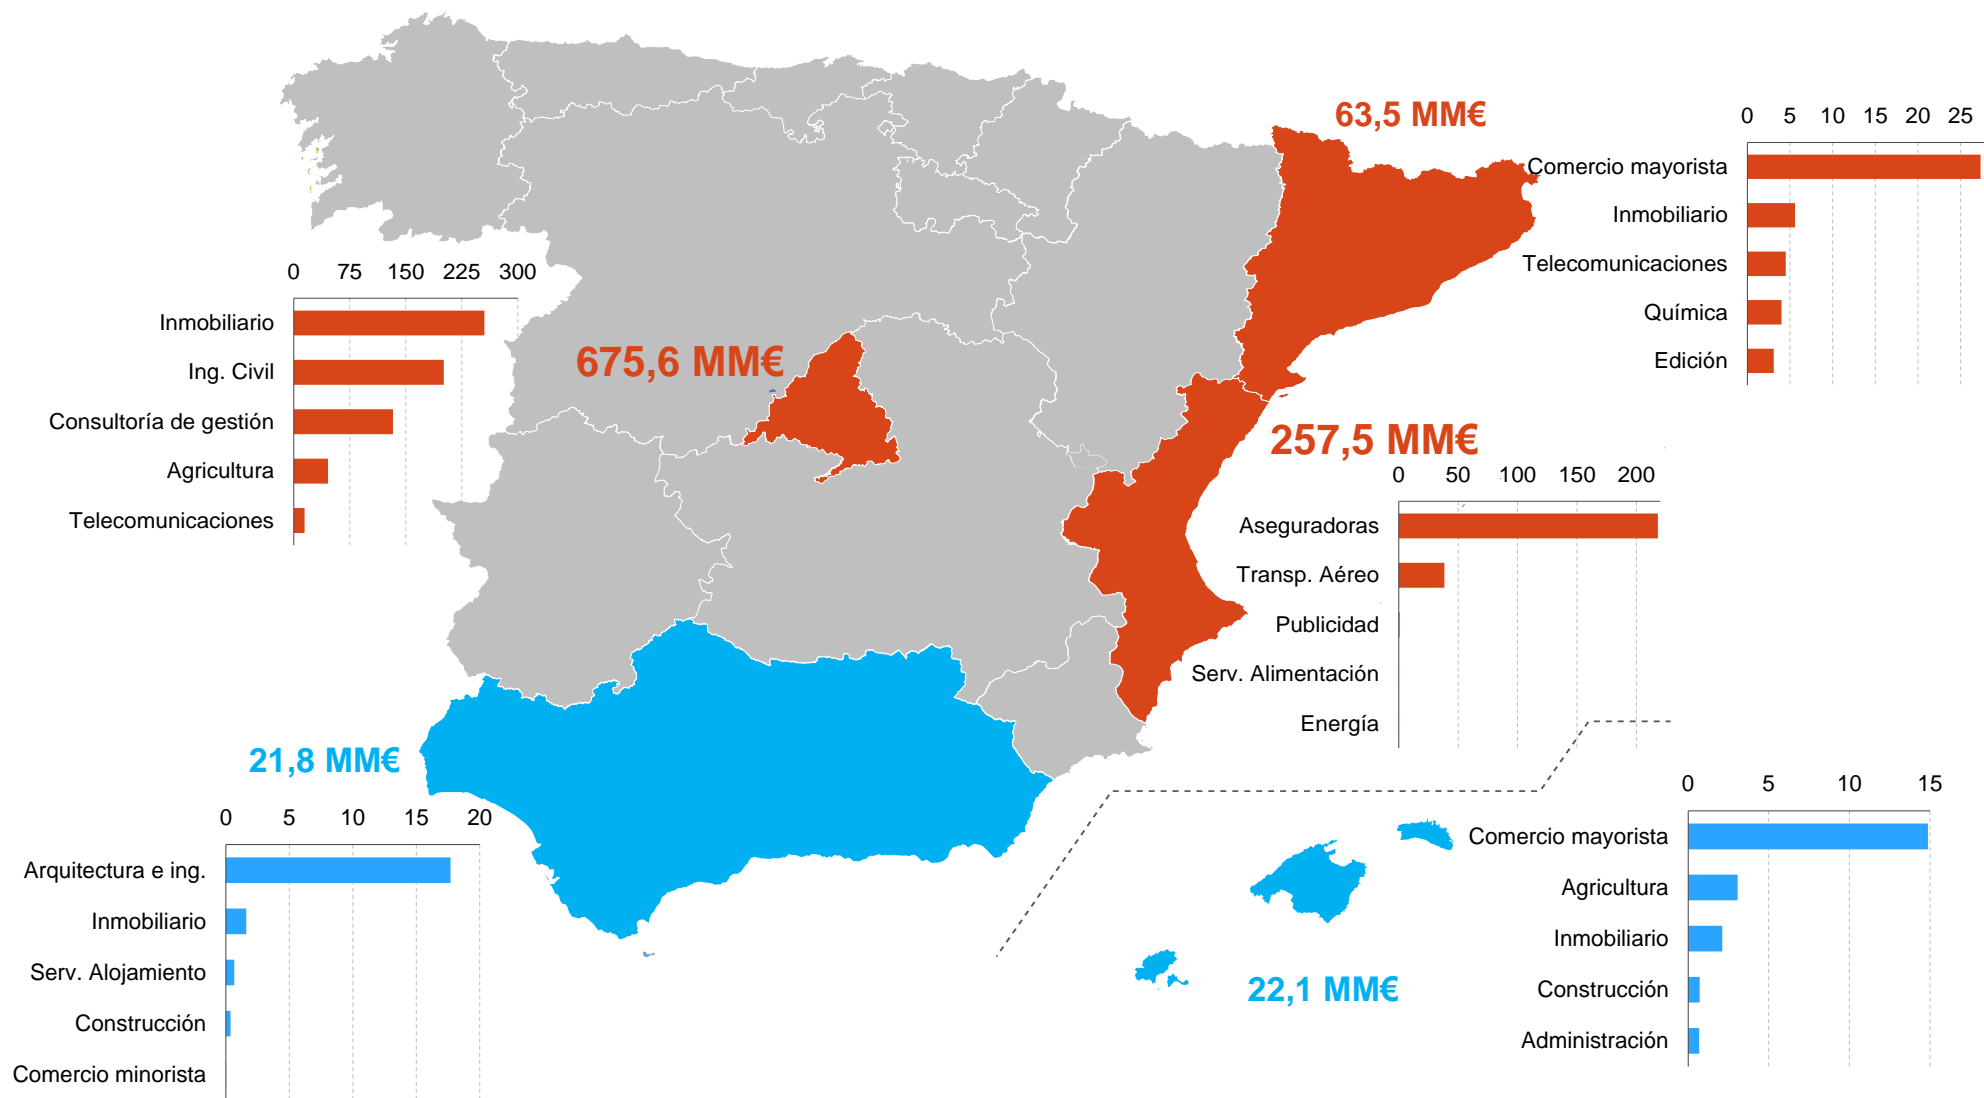 63,5 MM€
0 5 10 15 20 25
Comercio mayorista
Inmobiliario
Telecomunicaciones
Química
Edición
0 75 150 225 300
Inmobiliario
Ing. Civil
Consultoría de gestión
Agricultura
Telecomunicaciones
675,6 MM€
257,5 MM€
0 50 100 150 200
Aseguradoras
Transp. Aéreo
Publicidad
Serv. Alimentación
Energía
21,8 MM€
0 5 10 15 20
Arquitectura e ing.
Inmobiliario
Serv. Alojamiento
Construcción
Comercio minorista
0 5 10 15
Comercio mayorista
Agricultura
Inmobiliario
Construcción
Administración
22,1 MM€